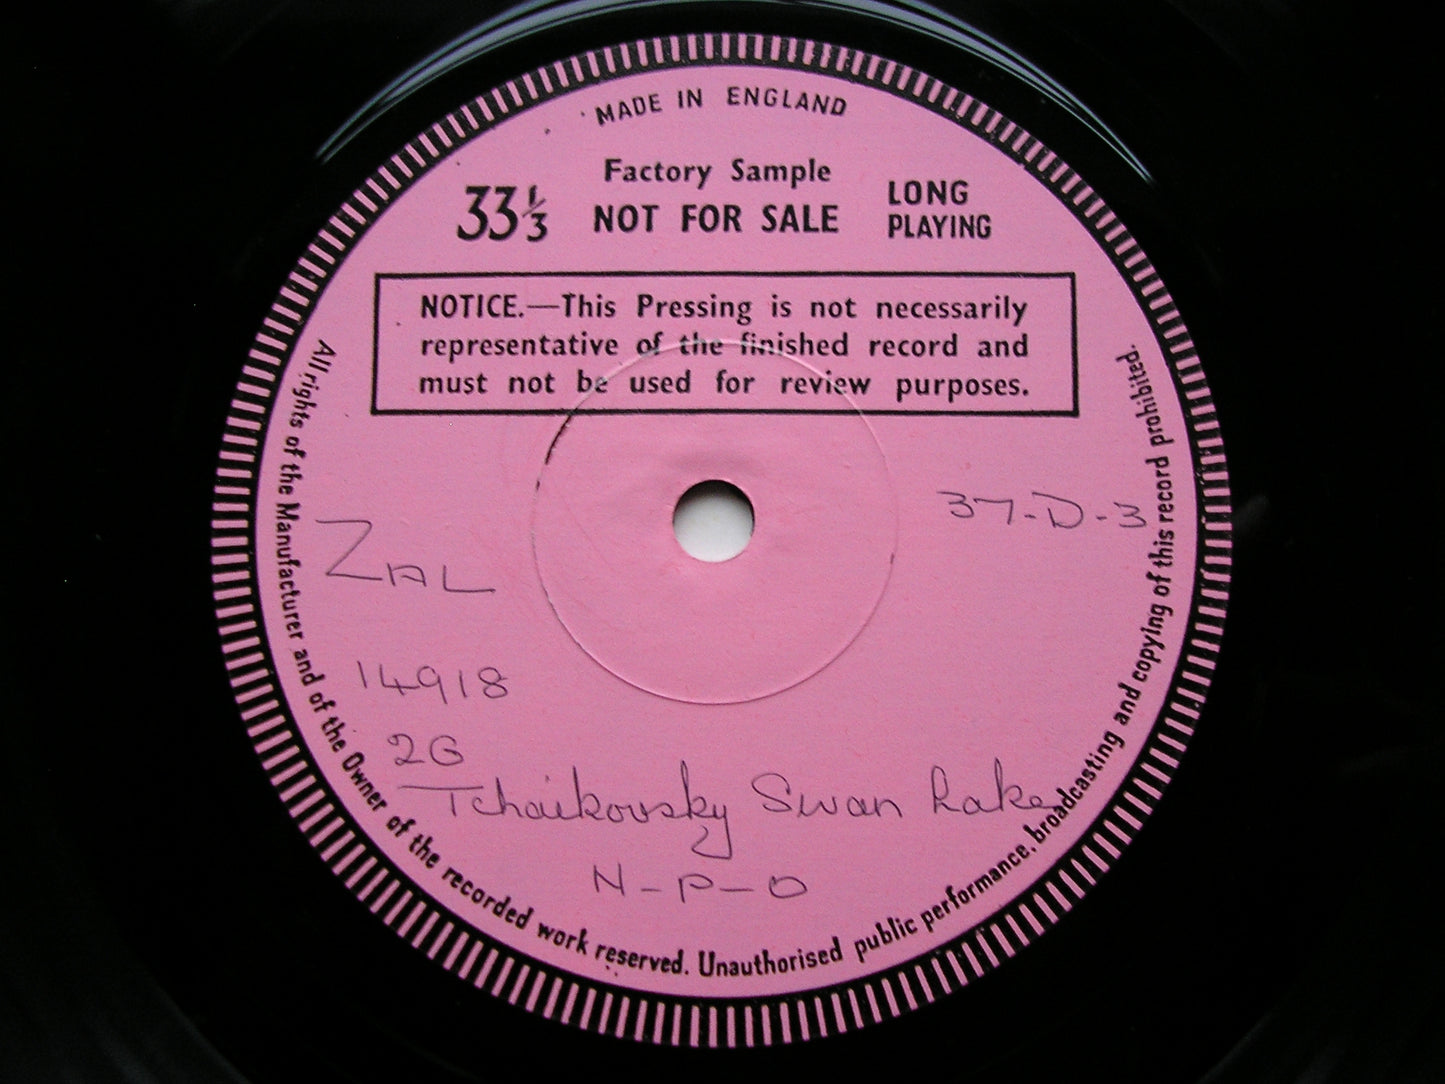 MADE IN ENGLAND
Factory Sample
33⅓ NOT FOR SALE LONG PLAYING
NOTICE.—This Pressing is not necessarily
representative of the finished record and
must not be used for review purposes.
37-D-3
ZAL
14918
2G
Tchaikovsky Swan Lake
N-P-O
All rights of the Manufacturer and of the Owner of the recorded work reserved. Unauthorised public performance, broadcasting and copying of this record prohibited.